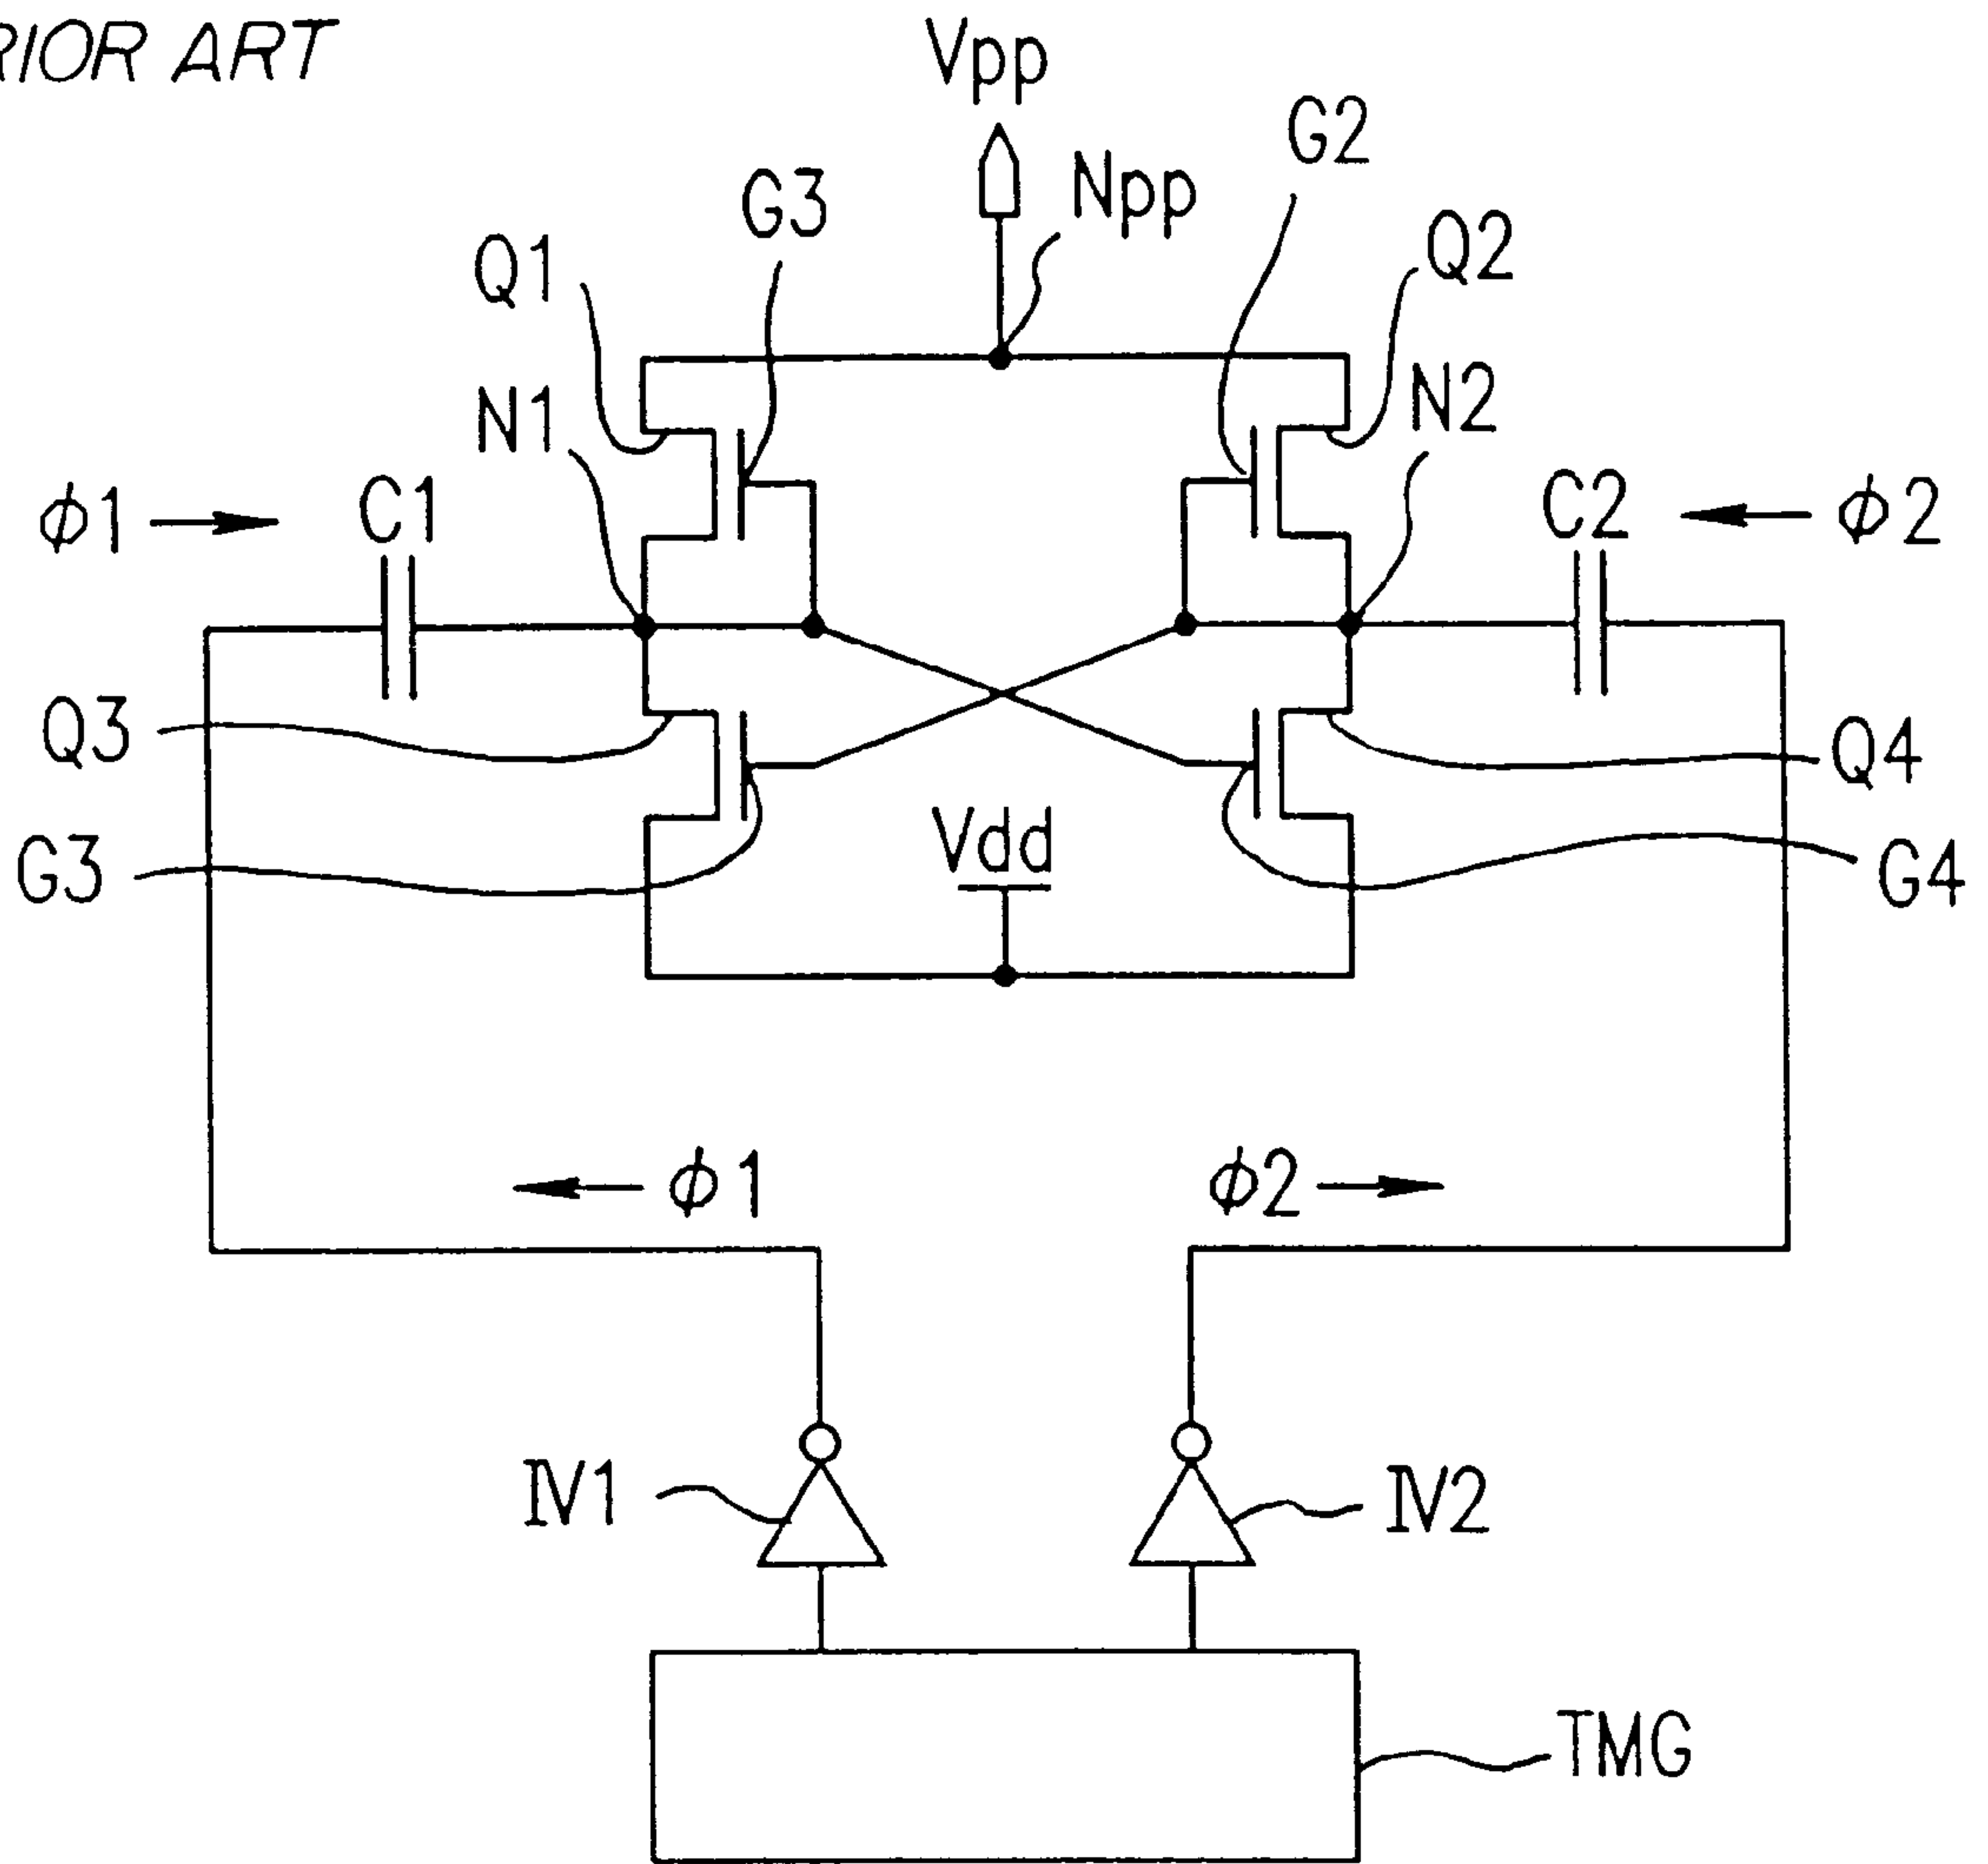 RIOR ART
Vpp
G2
G3
Npp
Q1
Q2
N1
N2
ϕ1
C1
C2
ϕ2
Q3
Q4
Vdd
G3
G4
ϕ1
ϕ2
IV1
IV2
TMG